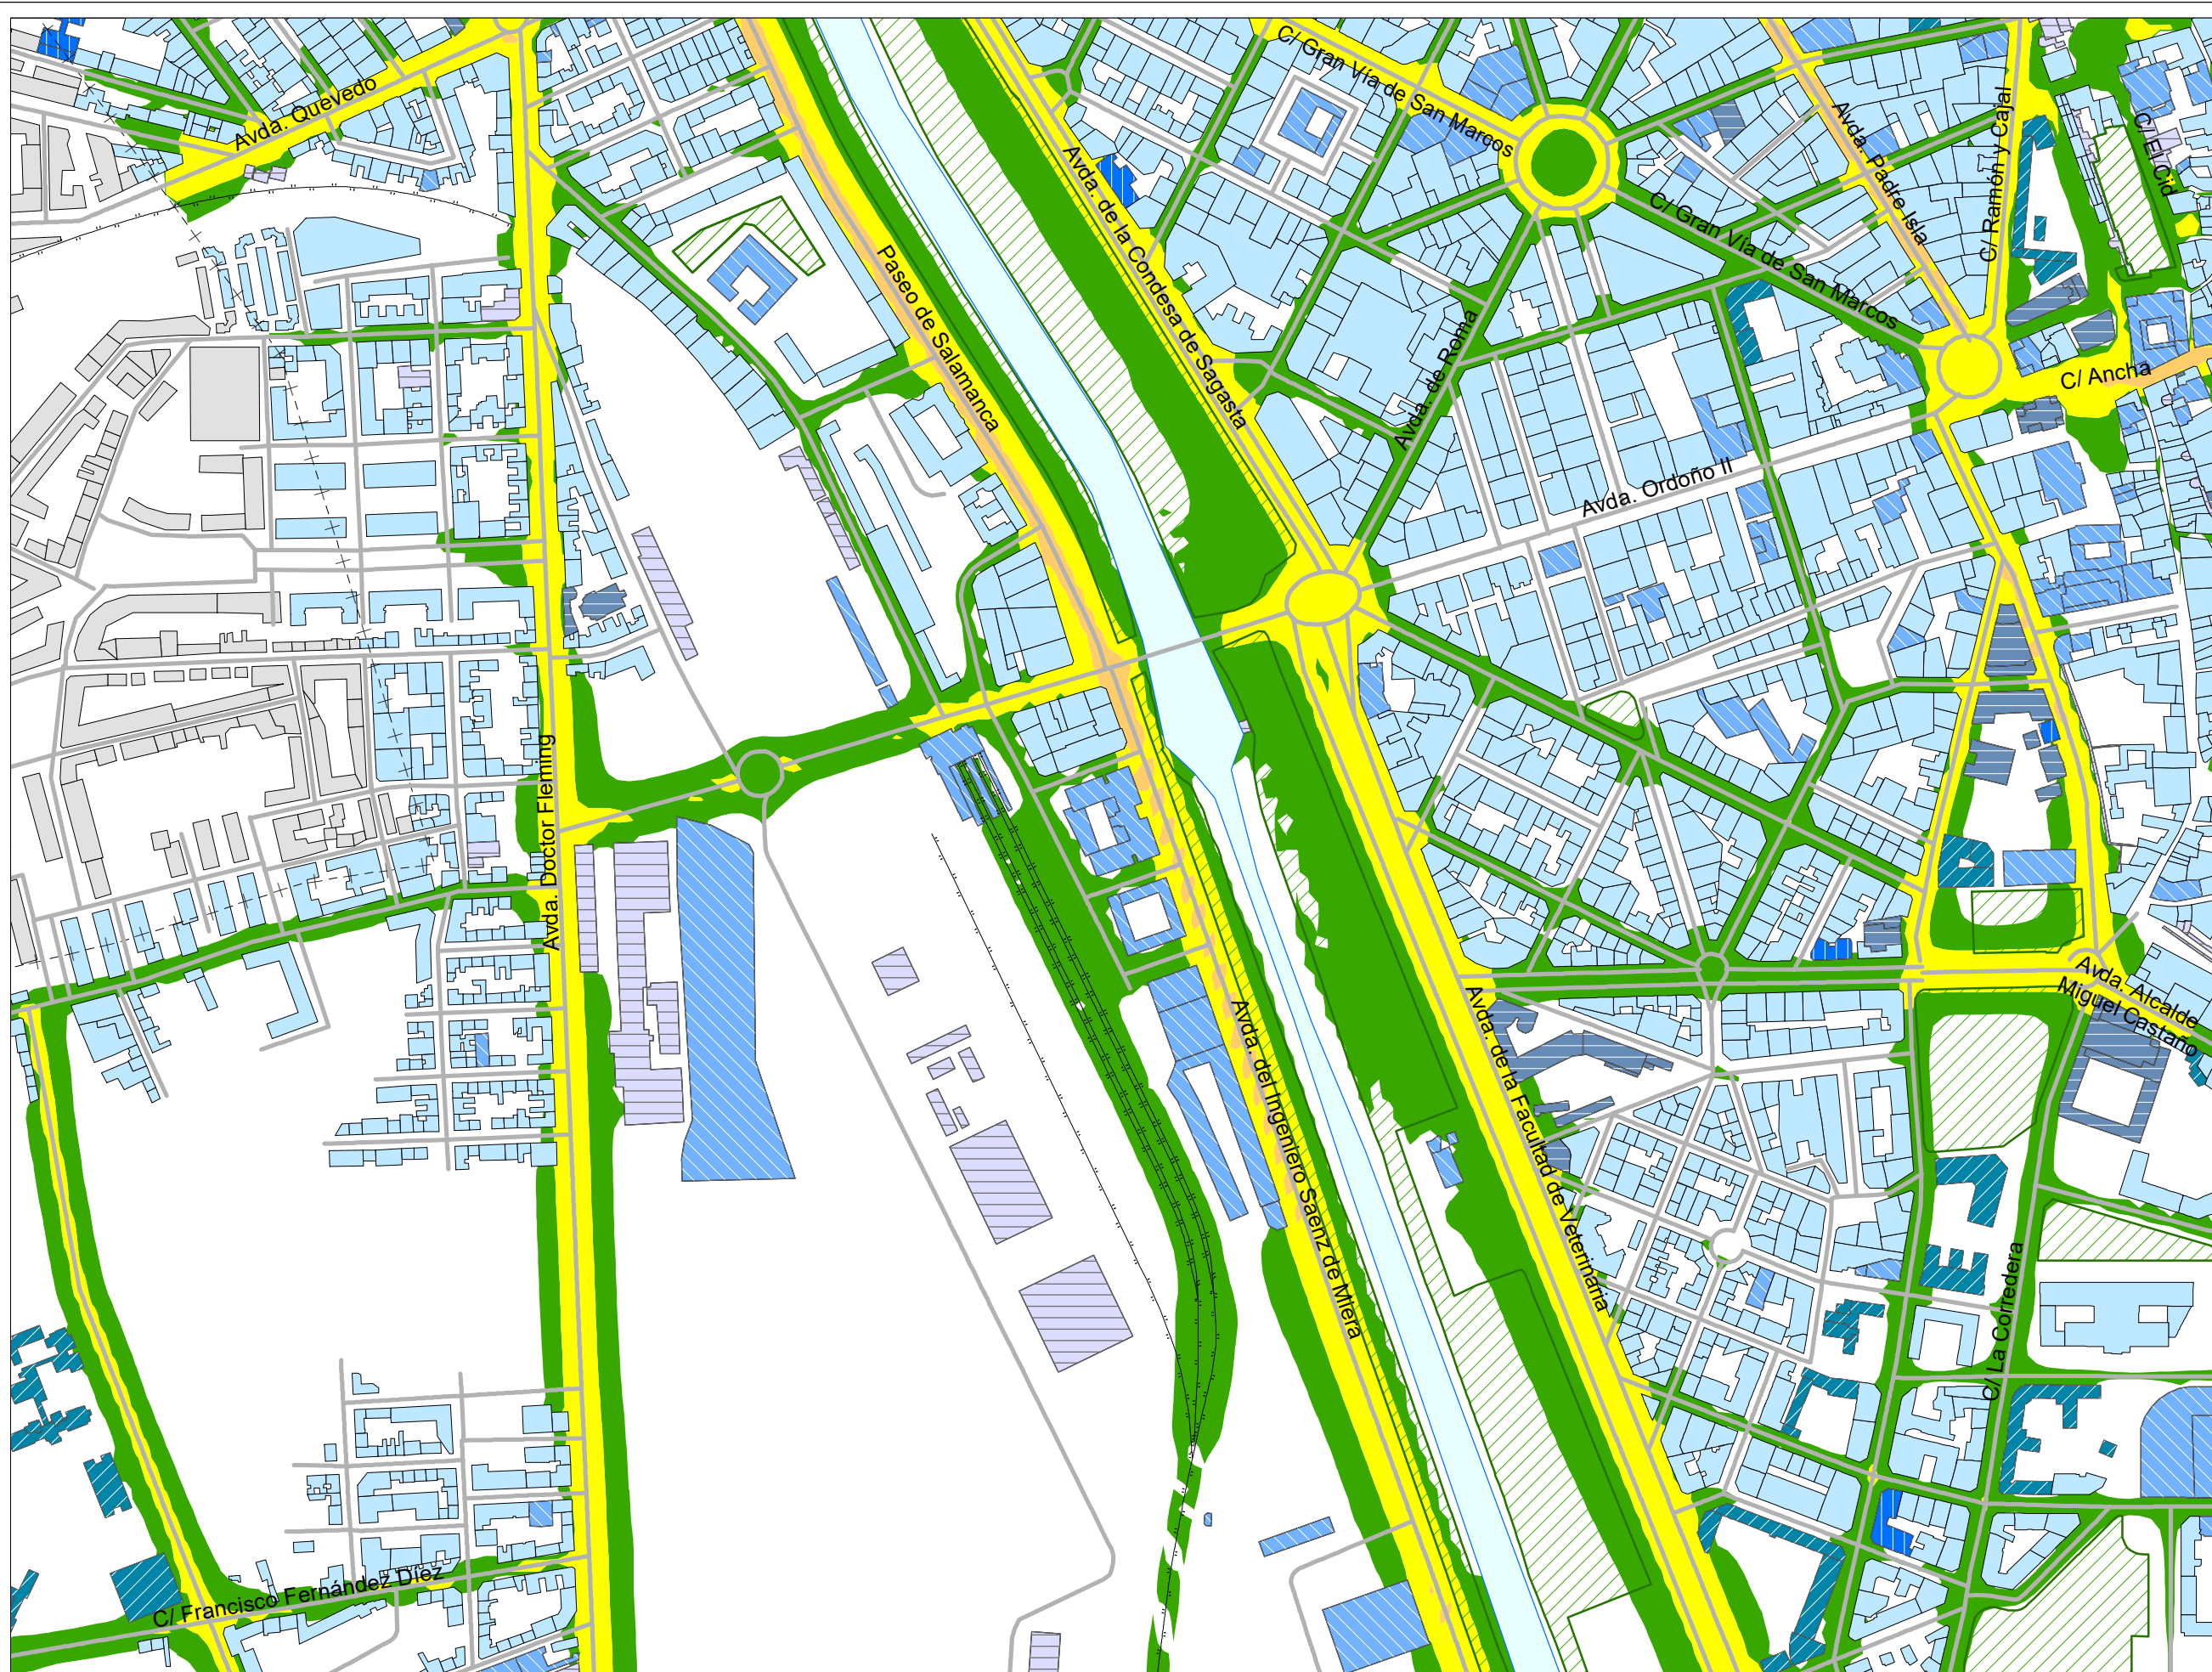 C/ Gran Vía de San Marcos
Avda. Quevedo
Avda. Pade Isla
C/ Ramón y Cajal
C/ El Cid
Avda. de la Condesa de Sagasta
C/ Gran Vía de San Marcos
Paseo de Salamanca
Avda. de Roma
C/ Ancha
Avda. Ordoño II
Avda. Doctor Fleming
Avda. Alcalde
Miguel Castaño
Avda. de la Facultad de Veterinaria
Avda. del Ingeniero Saenz de Miera
C/ La Corredera
C/ Francisco Fernández Díez